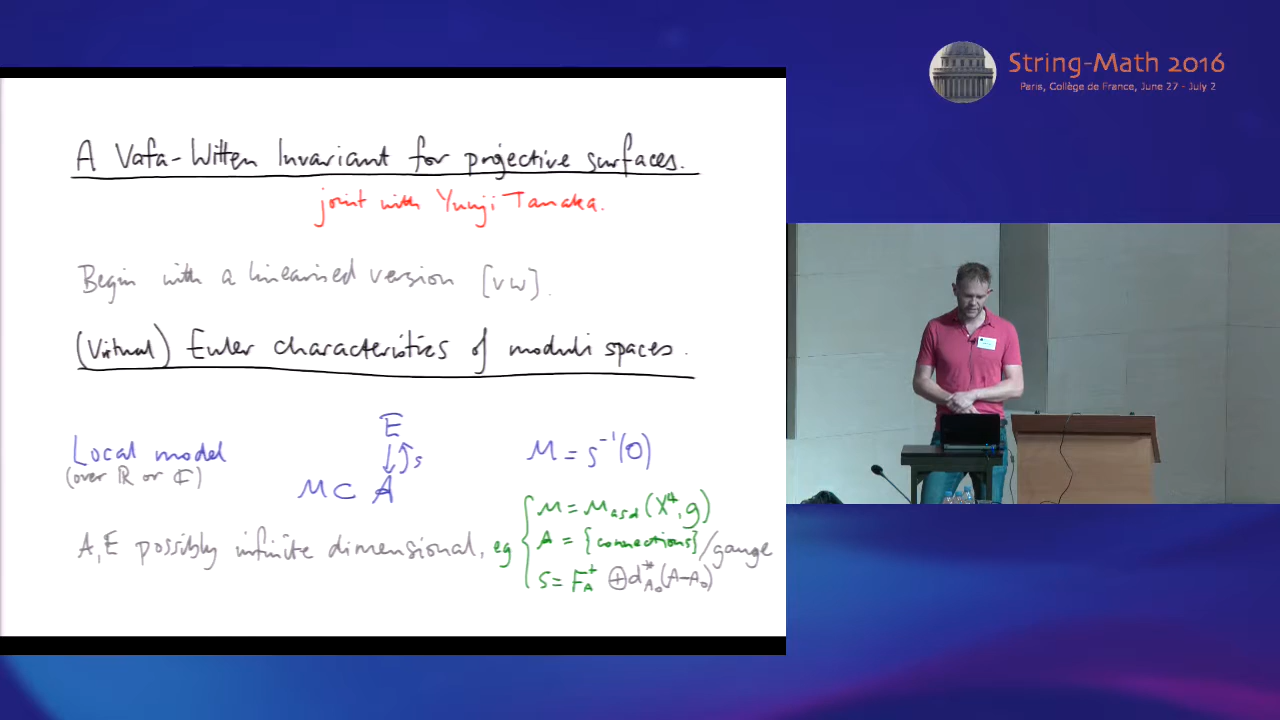 String-Math 2016
Paris, Collège de France, June 27 - July 2
A Vafa-Witten Invariant for projective surfaces.
joint with Yuuji Tanaka.
Begin with a linearised version [VW].
(Virtual) Euler characteristics of moduli spaces.
Local model
(over ℝ or ℂ)
E
↓↑s
M ⊂ A
M = s⁻¹(0)
A, E possibly infinite dimensional, eg
M = M_asd (X⁴, g)
A = {connections}/gauge
s = F_A^+ ⊕ d*_{A₀}(A-A₀)